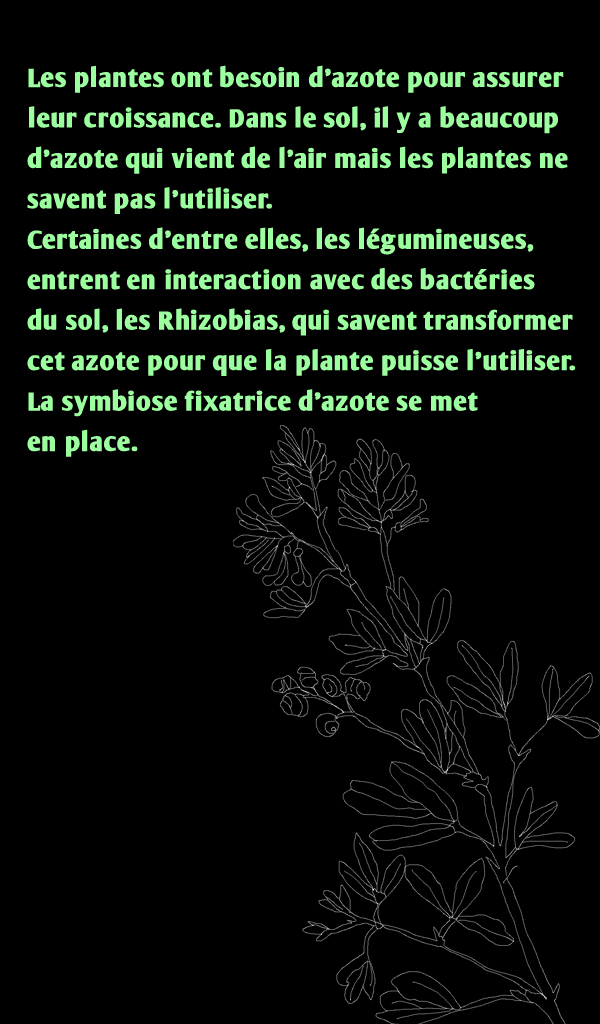 Les plantes ont besoin d’azote pour assurer
leur croissance. Dans le sol, il y a beaucoup
d’azote qui vient de l’air mais les plantes ne
savent pas l’utiliser.
Certaines d’entre elles, les légumineuses,
entrent en interaction avec des bactéries
du sol, les Rhizobias, qui savent transformer
cet azote pour que la plante puisse l’utiliser.
La symbiose fixatrice d’azote se met
en place.